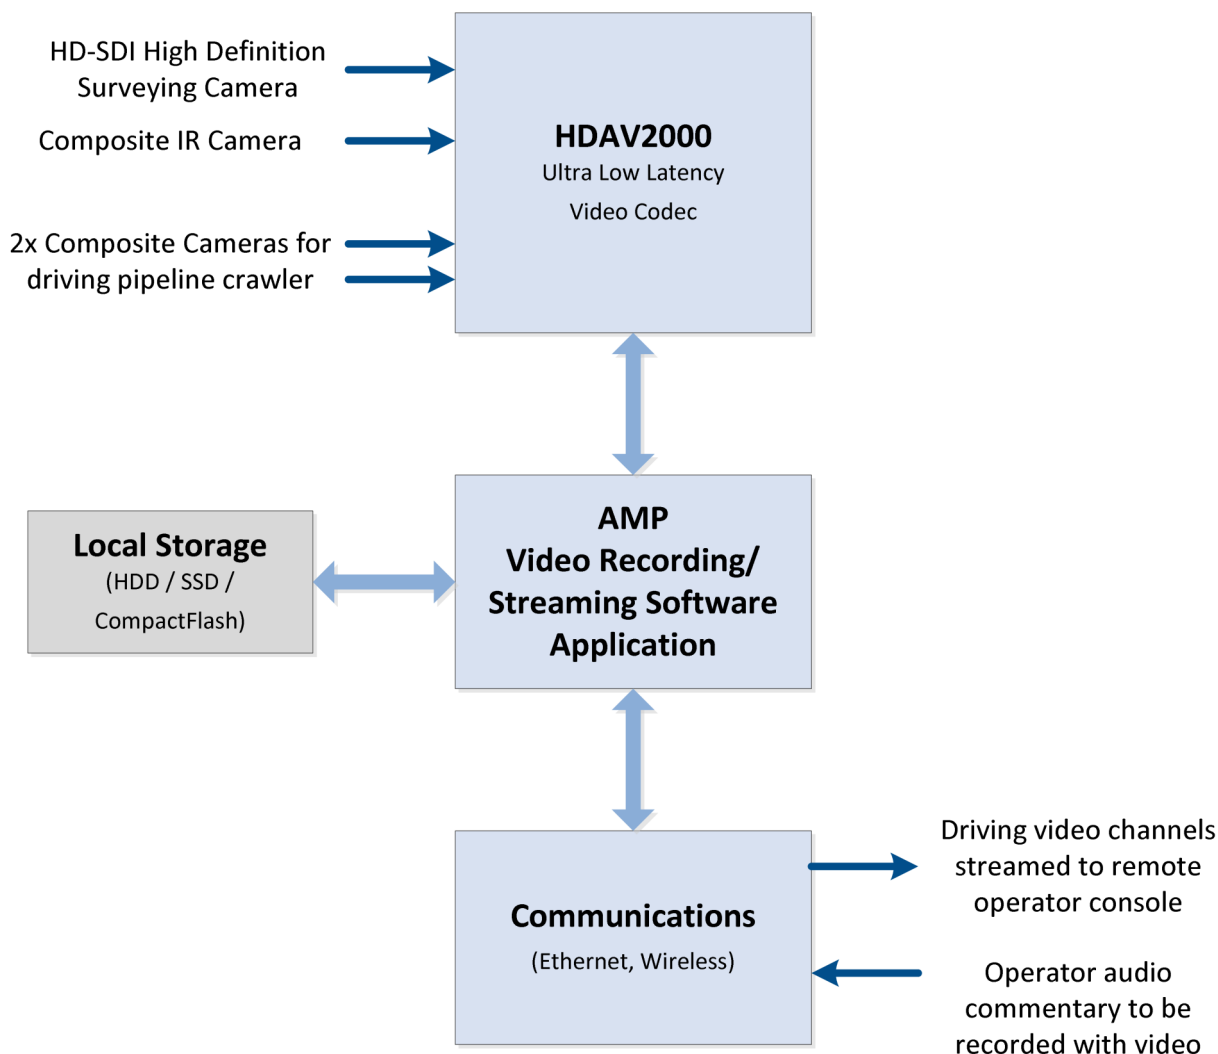 HD-SDI High Definition
Surveying Camera
Composite IR Camera
2x Composite Cameras for
driving pipeline crawler
HDAV2000
Ultra Low Latency
Video Codec
Local Storage
(HDD / SSD /
CompactFlash)
AMP
Video Recording/
Streaming Software
Application
Communications
(Ethernet, Wireless)
Driving video channels
streamed to remote
operator console
Operator audio
commentary to be
recorded with video